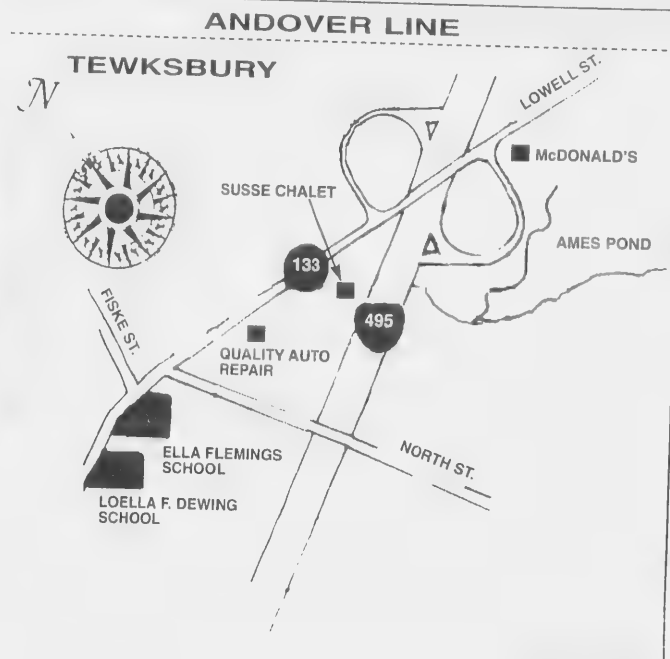 ANDOVER LINE
TEWKSBURY
N
LOWELL ST.
McDONALD'S
SUSSE CHALET
AMES POND
133
FISKE ST.
495
QUALITY AUTO
REPAIR
NORTH ST.
ELLA FLEMINGS
SCHOOL
LOELLA F. DEWING
SCHOOL